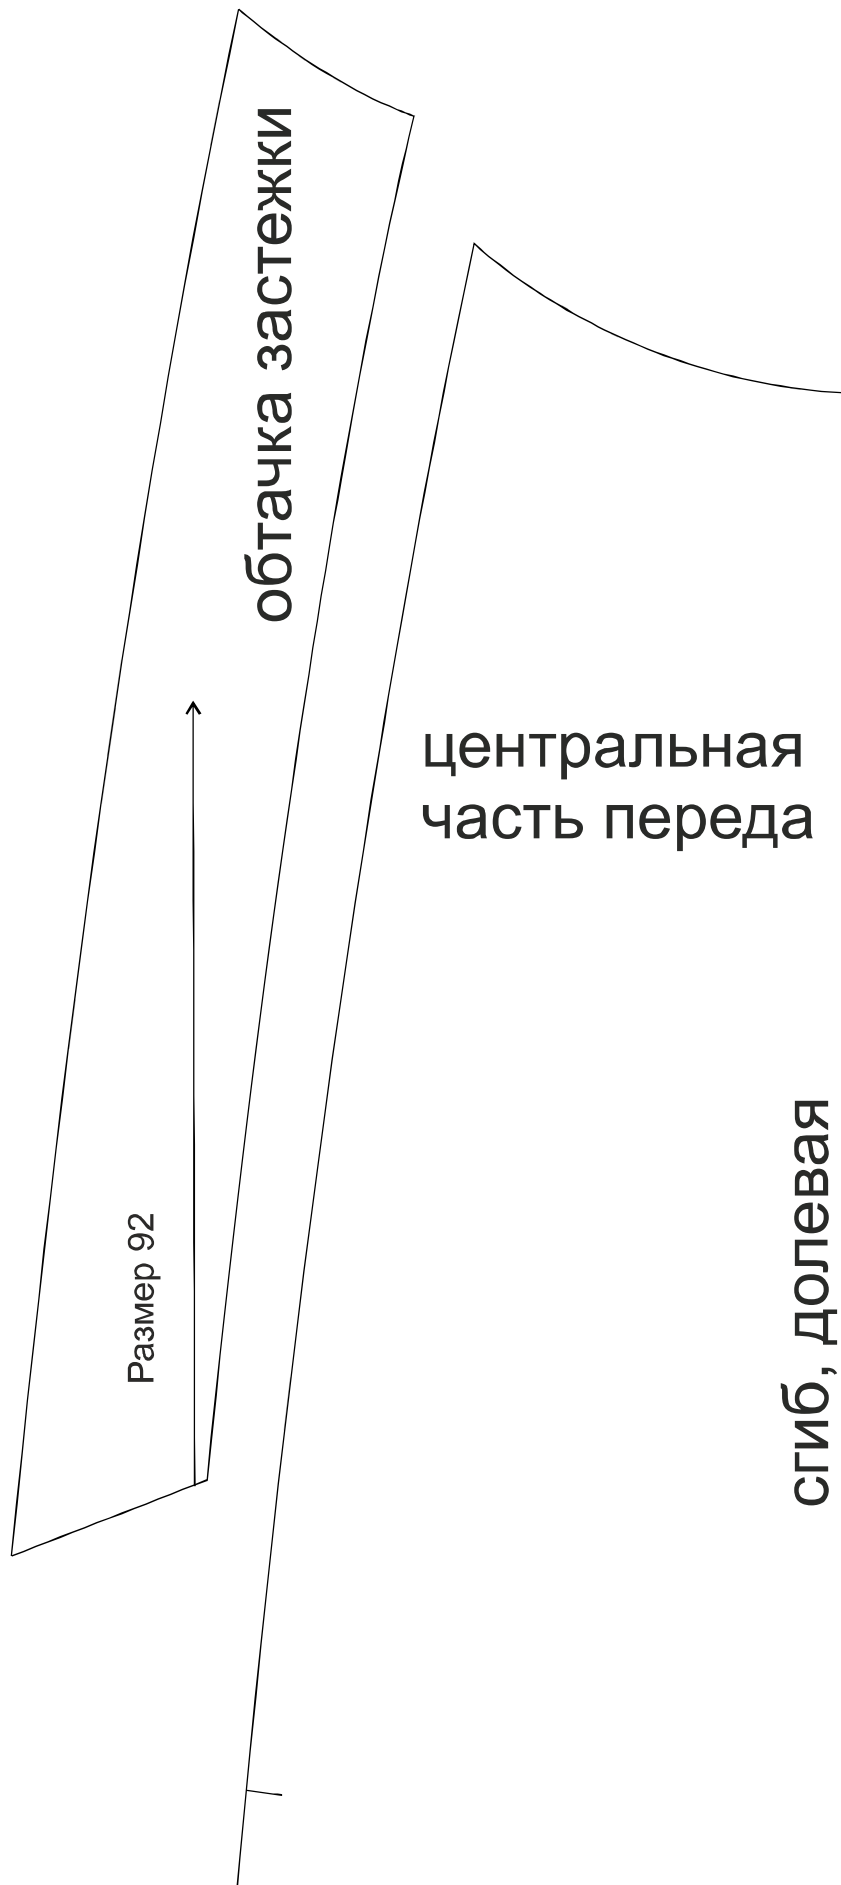 обтачка застежки
центральная
часть переда
сгиб, долевая
Размер 92